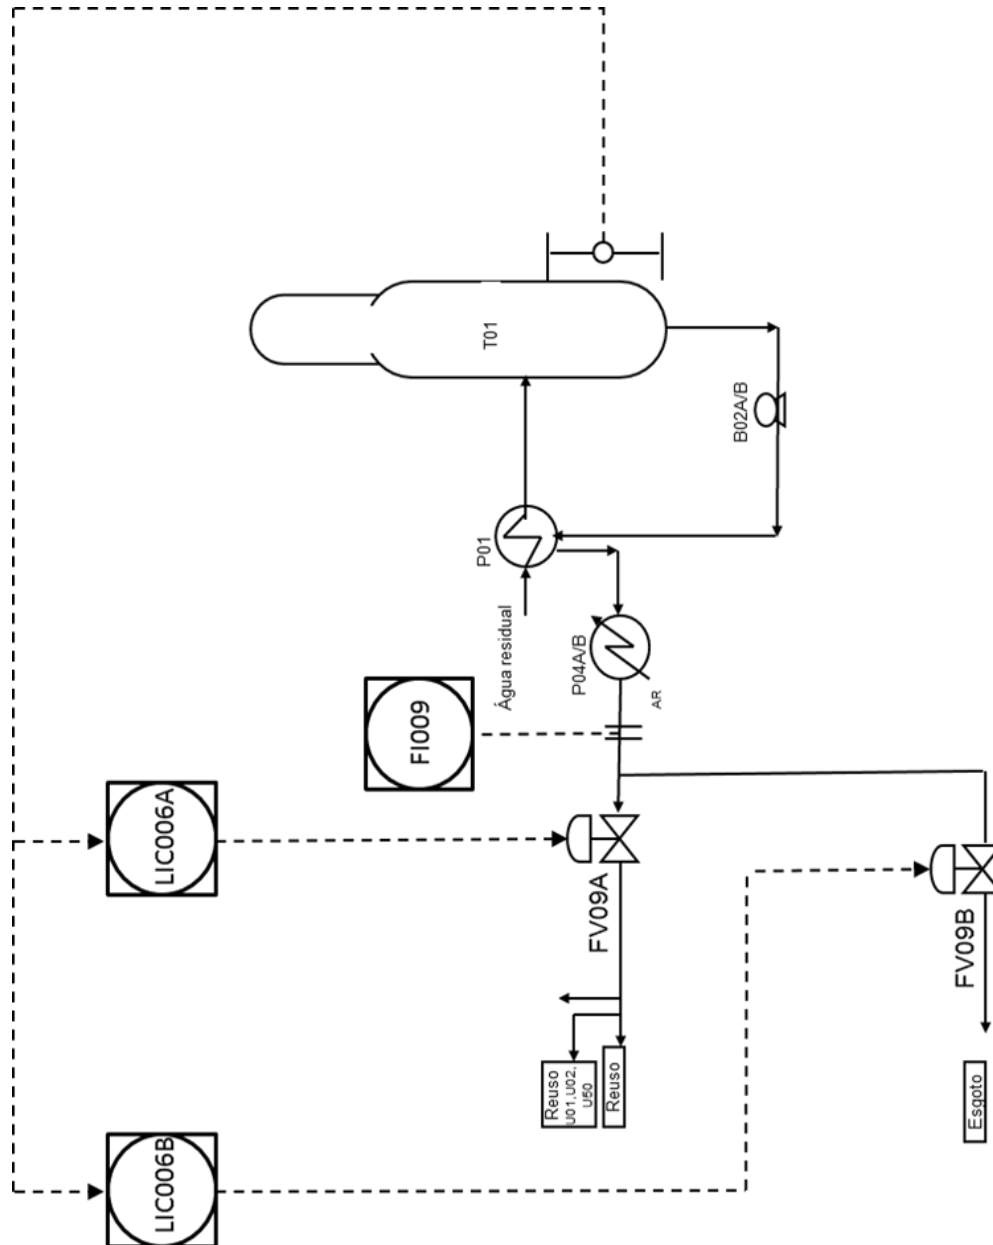 T01
B02A/B
P01
Água residual
P04A/B
AR
FI009
LIC006A
FV09A
FV09B
Reuso
U01,U02,
U50
Reuso
Esgoto
LIC006B